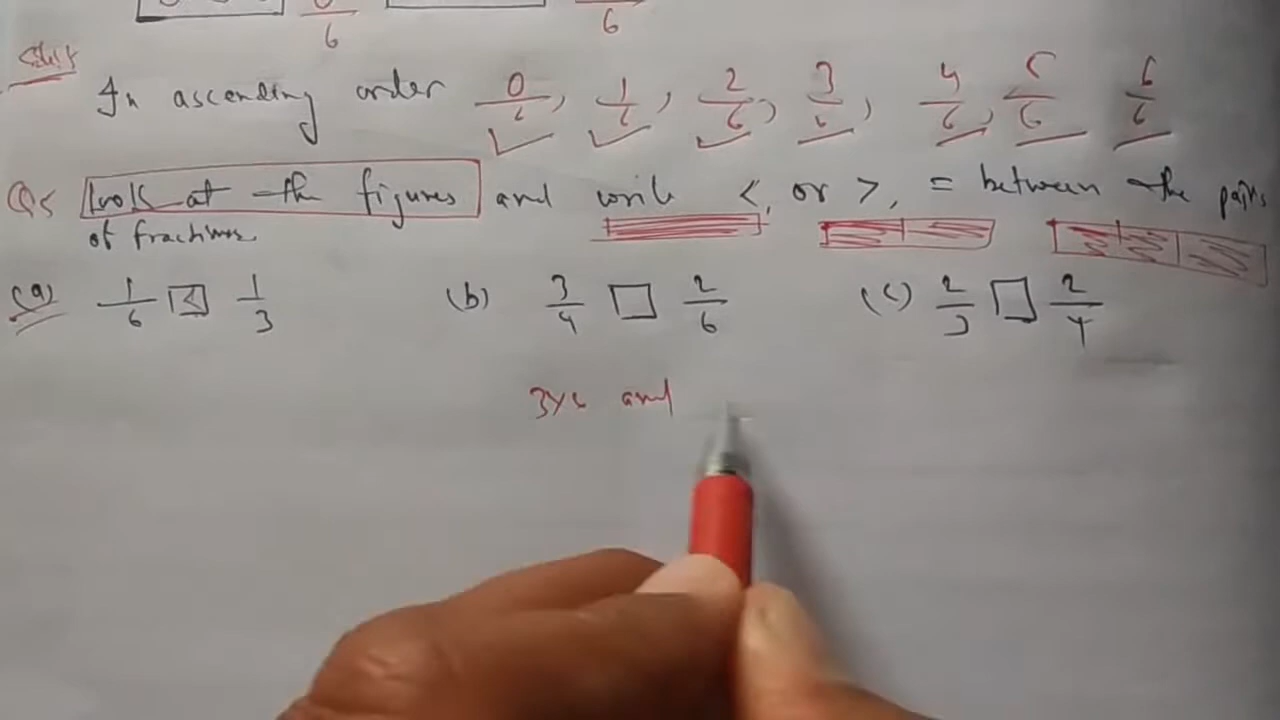 6 6
Soln
In ascending order 0/6, 1/6, 2/6, 3/6, 4/6, 5/6 6/6
Q5 look at the figures and write <, or >, = between the pairs
of fractions.
(a) 1/6 < 1/3 (b) 3/4 □ 2/6 (c) 2/3 □ 2/4
3×6 and